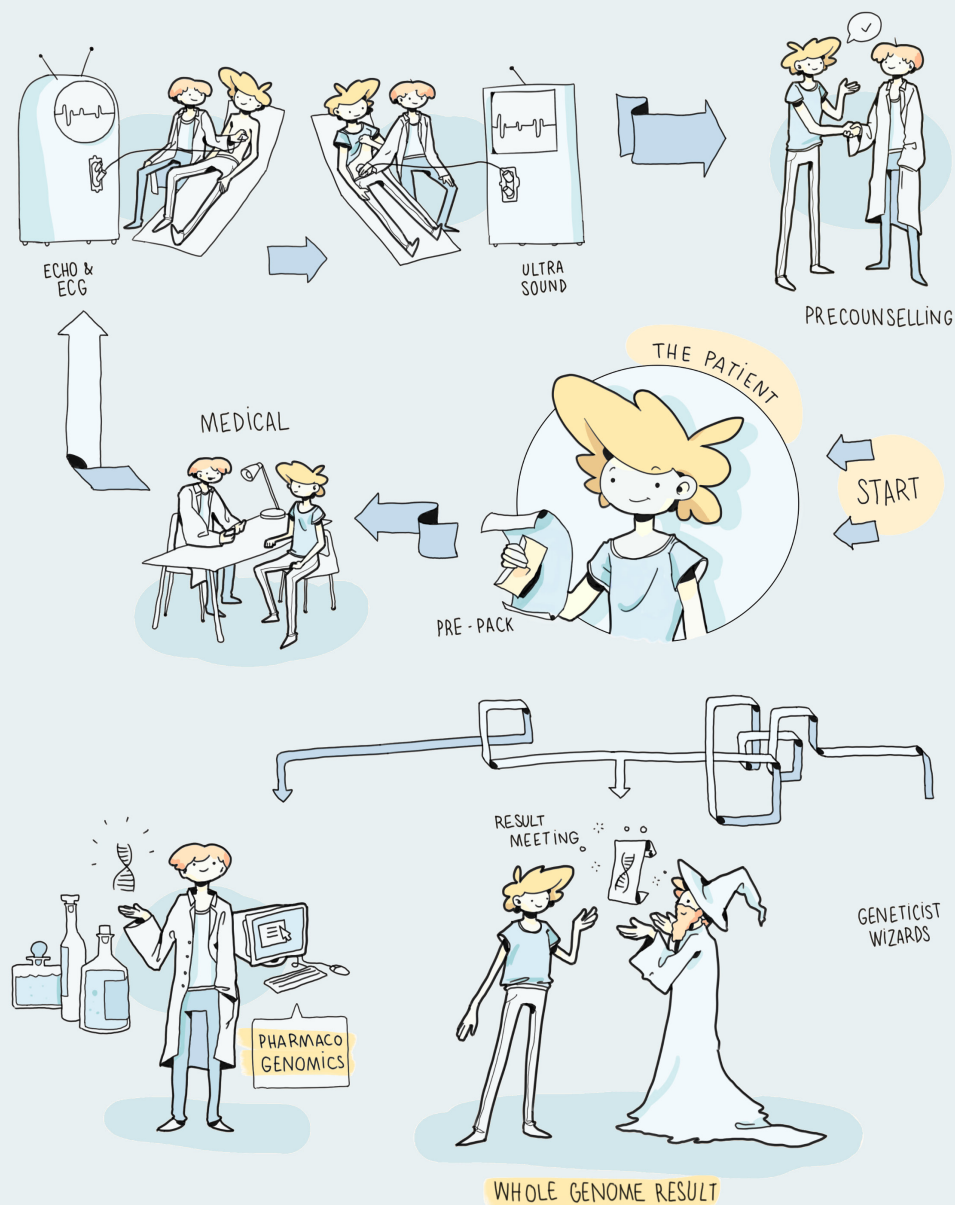 ECHO &
ECG
ULTRA
SOUND
PRECOUNSELLING
THE PATIENT
MEDICAL
START
PRE-PACK
RESULT
MEETING
GENETICIST
WIZARDS
PHARMACO
GENOMICS
WHOLE GENOME RESULT